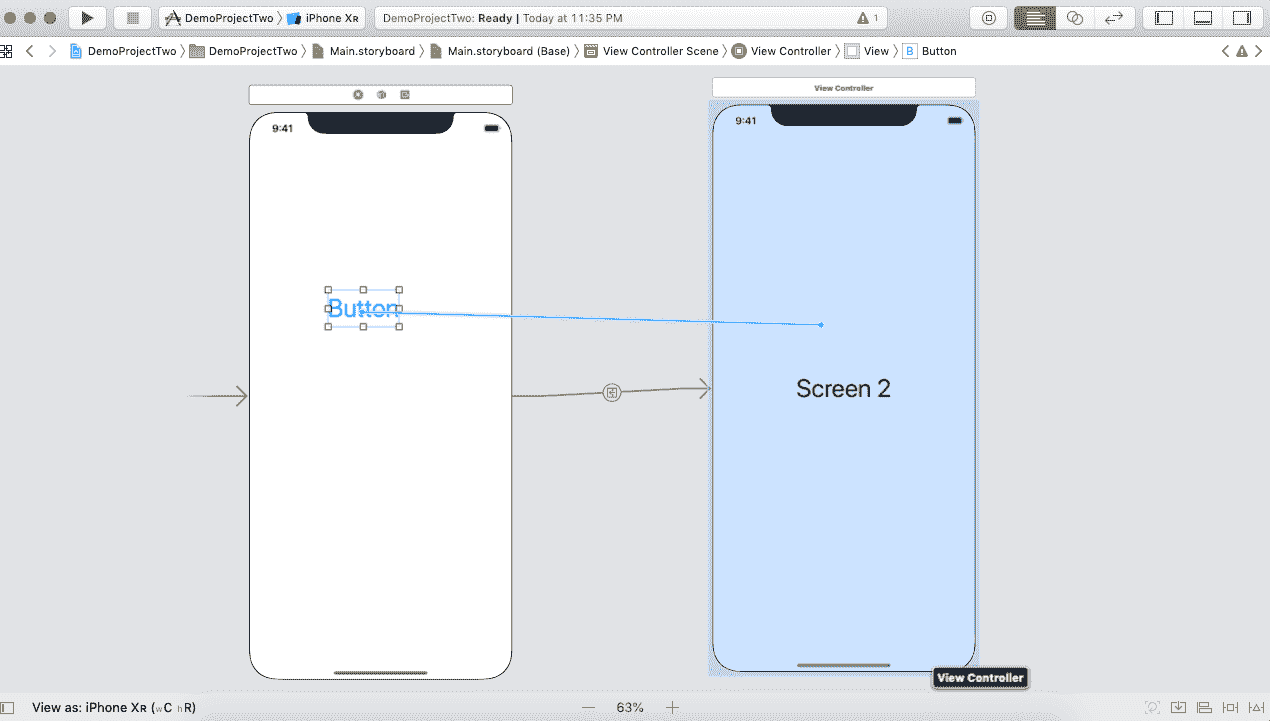 DemoProjectTwo iPhone XR DemoProjectTwo: Ready | Today at 11:35 PM 1
DemoProjectTwo DemoProjectTwo Main.storyboard Main.storyboard (Base) View Controller Scene View Controller View B Button
View Controller
9:41
9:41
Button
Screen 2
View Controller
View as: iPhone XR (wC hR) 63%